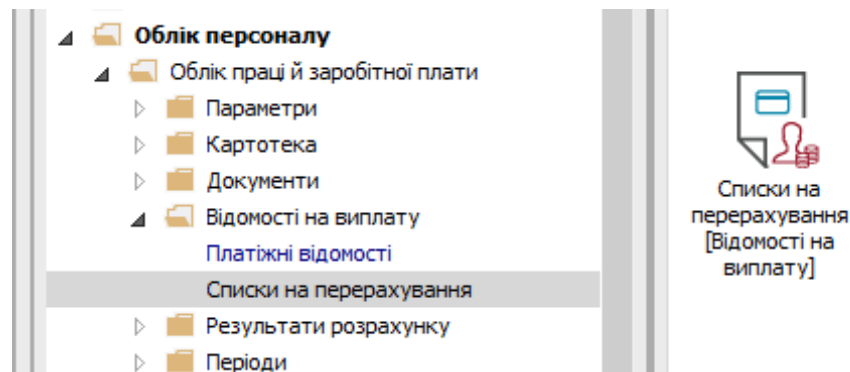 Облік персоналу
Облік праці й заробітної плати
Параметри
Картотека
Документи
Відомості на виплату
Платіжні відомості
Списки на перерахування
Результати розрахунку
Періоди
Списки на
перерахування
[Відомості на
виплату]